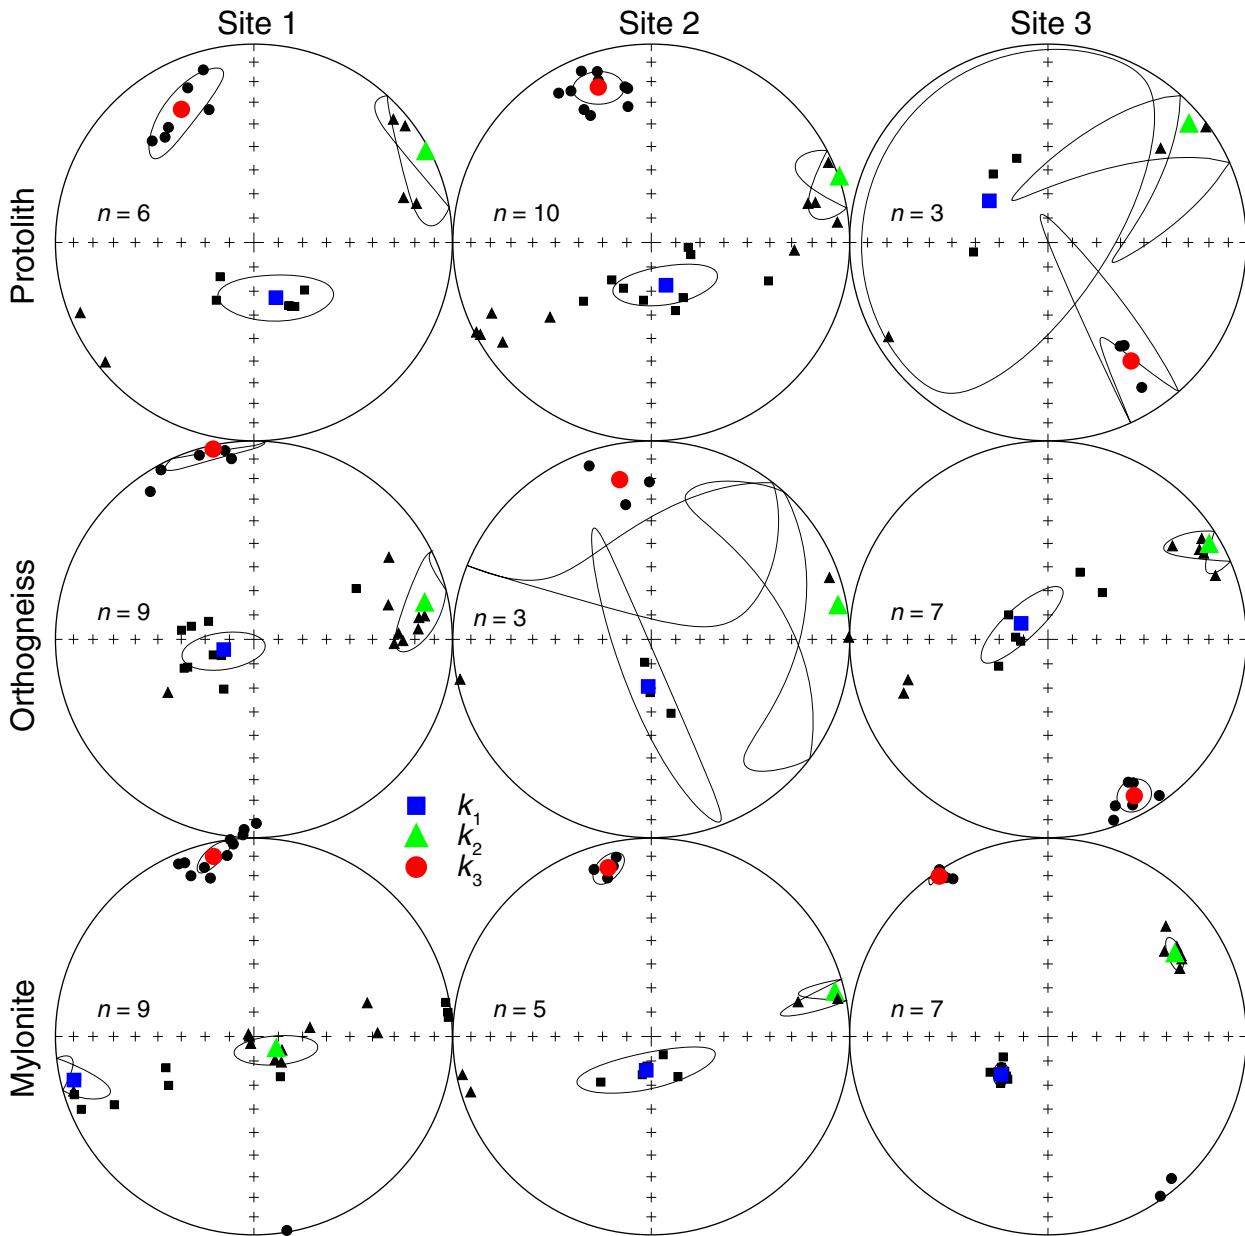 Site 1
Site 2
Site 3
Protolith
n = 6
n = 10
n = 3
Orthogneiss
n = 9
n = 3
n = 7
k1
k2
k3
Mylonite
n = 9
n = 5
n = 7